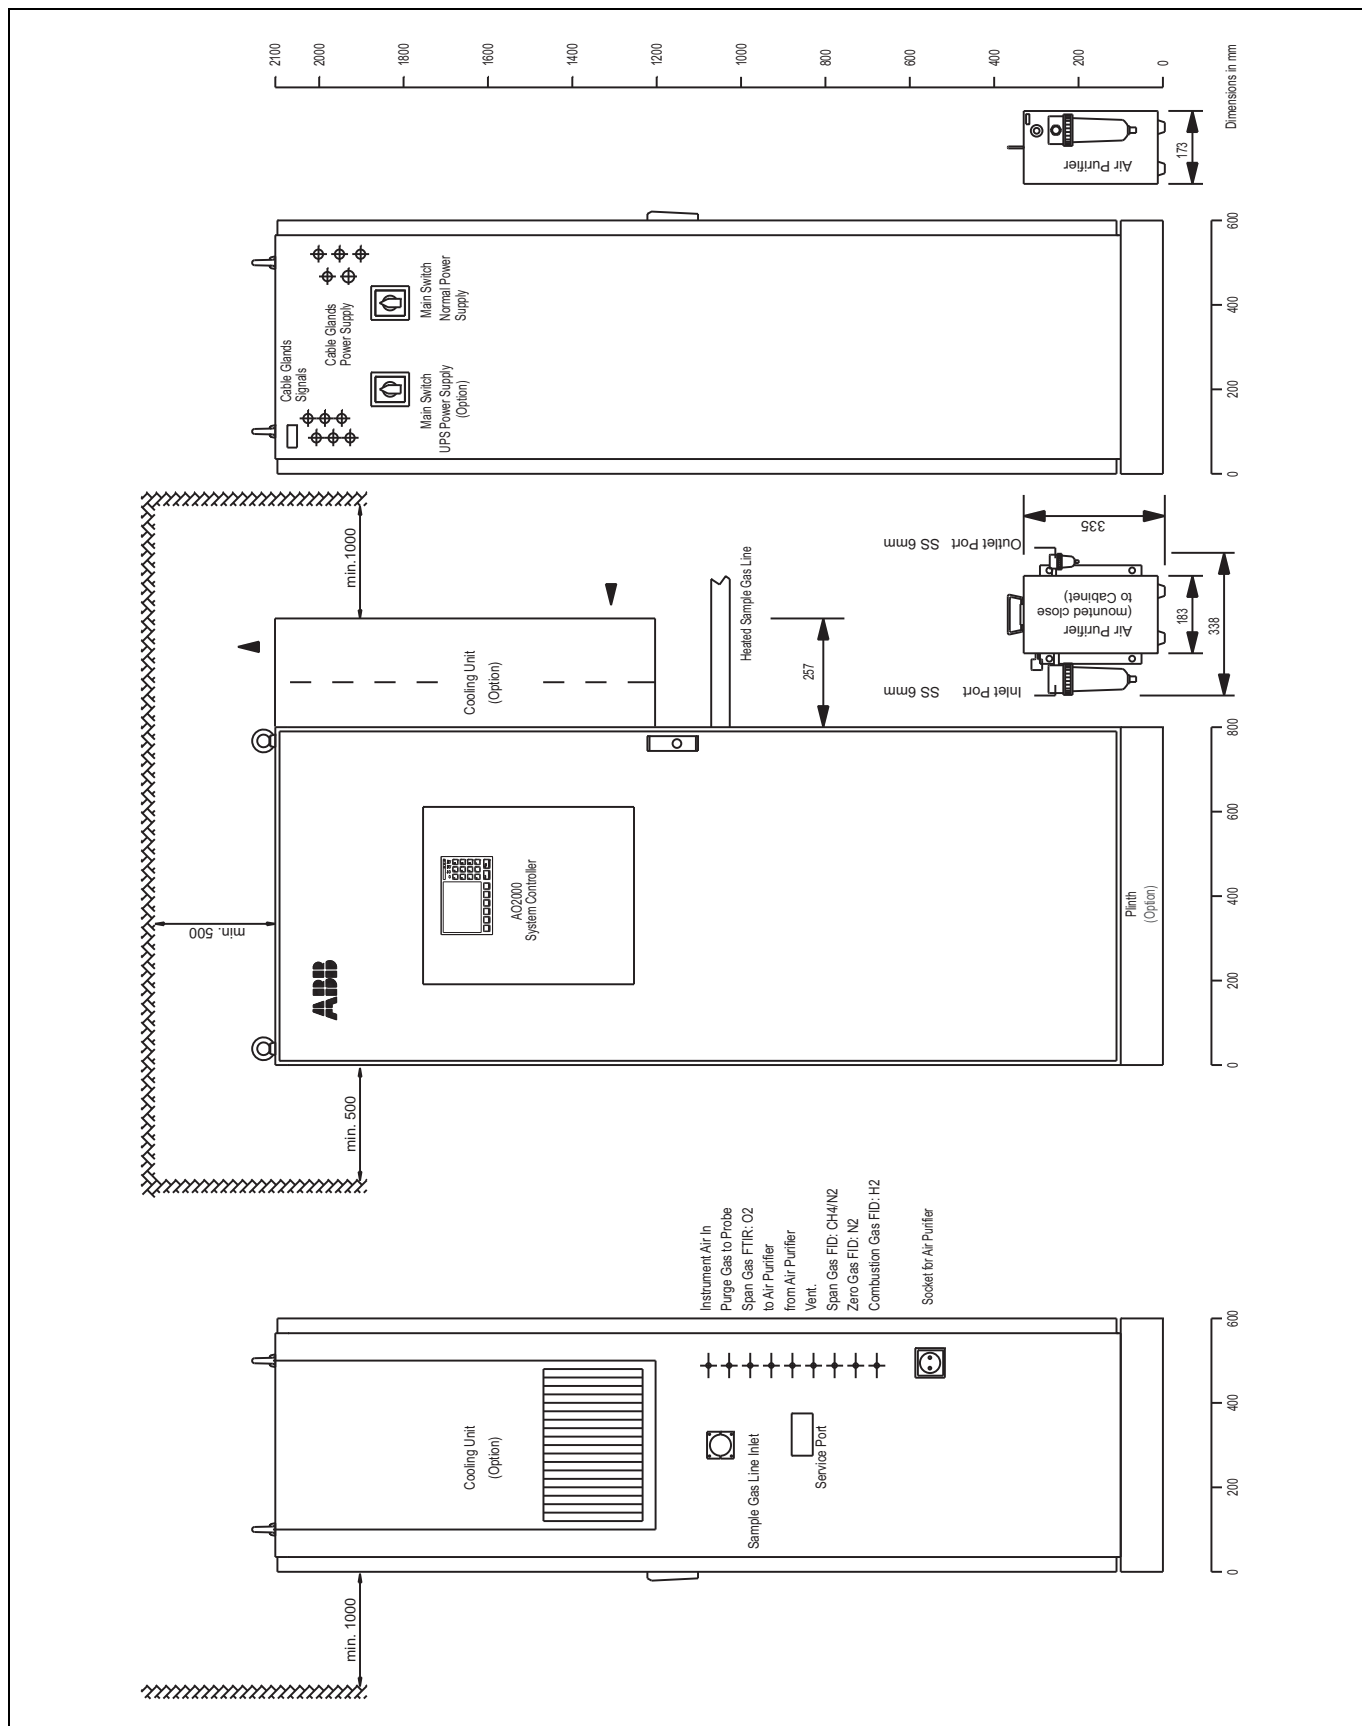 2100
2000
1800
1600
1400
1200
1000
800
600
400
200
0
Dimensions in mm
Air Purifier
173
Cable Glands
Signals
Cable Glands
Power Supply
Main Switch
Normal Power
Supply
Main Switch
UPS Power Supply
(Option)
600
400
200
0
min.1000
min. 500
min. 500
Cooling Unit
(Option)
Heated Sample Gas Line
257
Outlet Port SS 6mm
335
Air Purifier
(mounted close
to Cabinet)
183
338
Inlet Port SS 6mm
ABB
AO2000
System Controller
Plinth
(Option)
800
600
400
200
0
Instrument Air In
Purge Gas to Probe
Span Gas FTIR: O2
to Air Purifier
from Air Purifier
Vent.
Span Gas FID: CH4/N2
Zero Gas FID: N2
Combustion Gas FID: H2
Socket for Air Purifier
Cooling Unit
(Option)
Sample Gas Line Inlet
Service Port
600
400
200
0
min. 1000